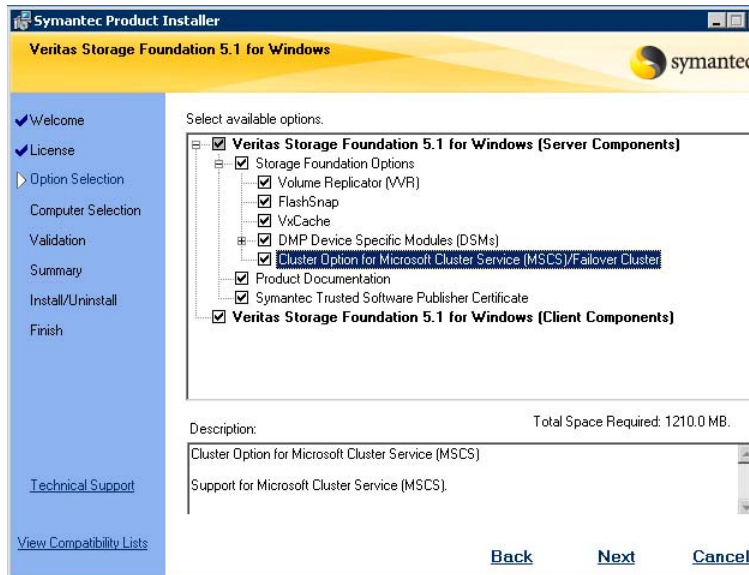 Symantec Product Installer
Veritas Storage Foundation 5.1 for Windows
symantec
Welcome
License
Option Selection
Computer Selection
Validation
Summary
Install/Uninstall
Finish
Technical Support
View Compatibility Lists
Select available options.
Veritas Storage Foundation 5.1 for Windows (Server Components)
Storage Foundation Options
Volume Replicator (VVR)
FlashSnap
VxCache
DMP Device Specific Modules (DSMs)
Cluster Option for Microsoft Cluster Service (MSCS)/Failover Cluster
Product Documentation
Symantec Trusted Software Publisher Certificate
Veritas Storage Foundation 5.1 for Windows (Client Components)
Total Space Required: 1210.0 MB.
Description:
Cluster Option for Microsoft Cluster Service (MSCS)
Support for Microsoft Cluster Service (MSCS).
Back Next Cancel